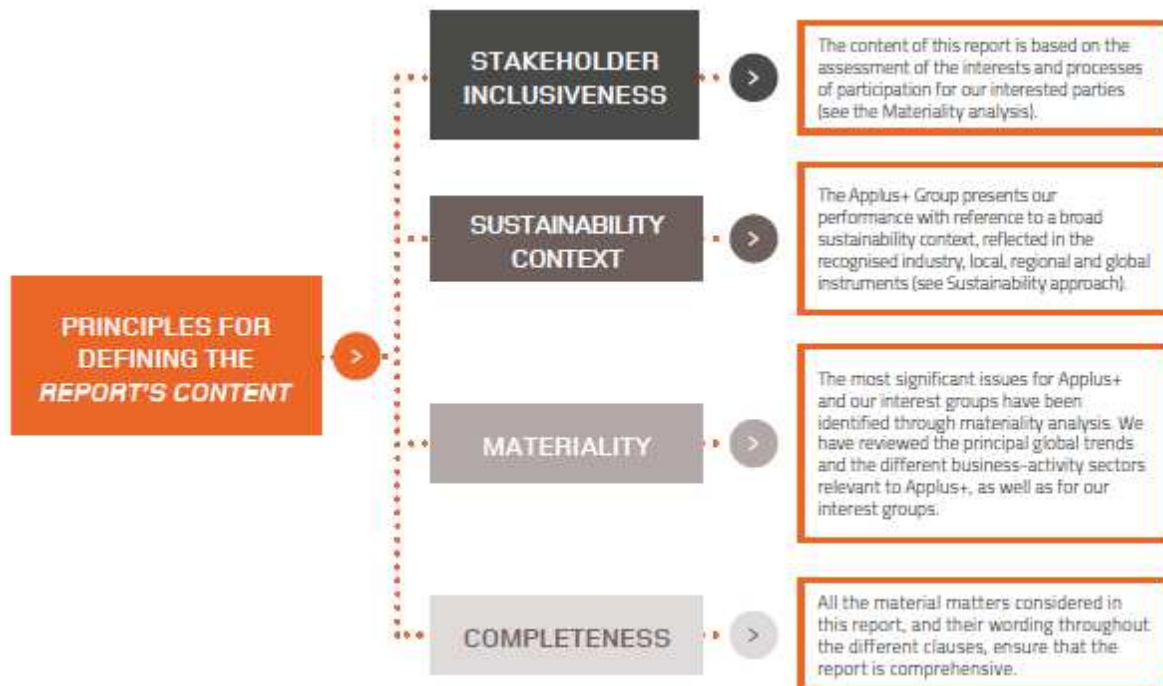 PRINCIPLES FOR
DEFINING THE
REPORT'S CONTENT
STAKEHOLDER
INCLUSIVENESS
The content of this report is based on the
assessment of the interests and processes
of participation for our interested parties
(see the Materiality analysis).
SUSTAINABILITY
CONTEXT
The Applus+ Group presents our
performance with reference to a broad
sustainability context, reflected in the
recognised industry, local, regional and global
instruments (see Sustainability approach).
MATERIALITY
The most significant issues for Applus+
and our interest groups have been
identified through materiality analysis. We
have reviewed the principal global trends
and the different business-activity sectors
relevant to Applus+, as well as for our
interest groups.
COMPLETENESS
All the material matters considered in
this report, and their wording throughout
the different clauses, ensure that the
report is comprehensive.